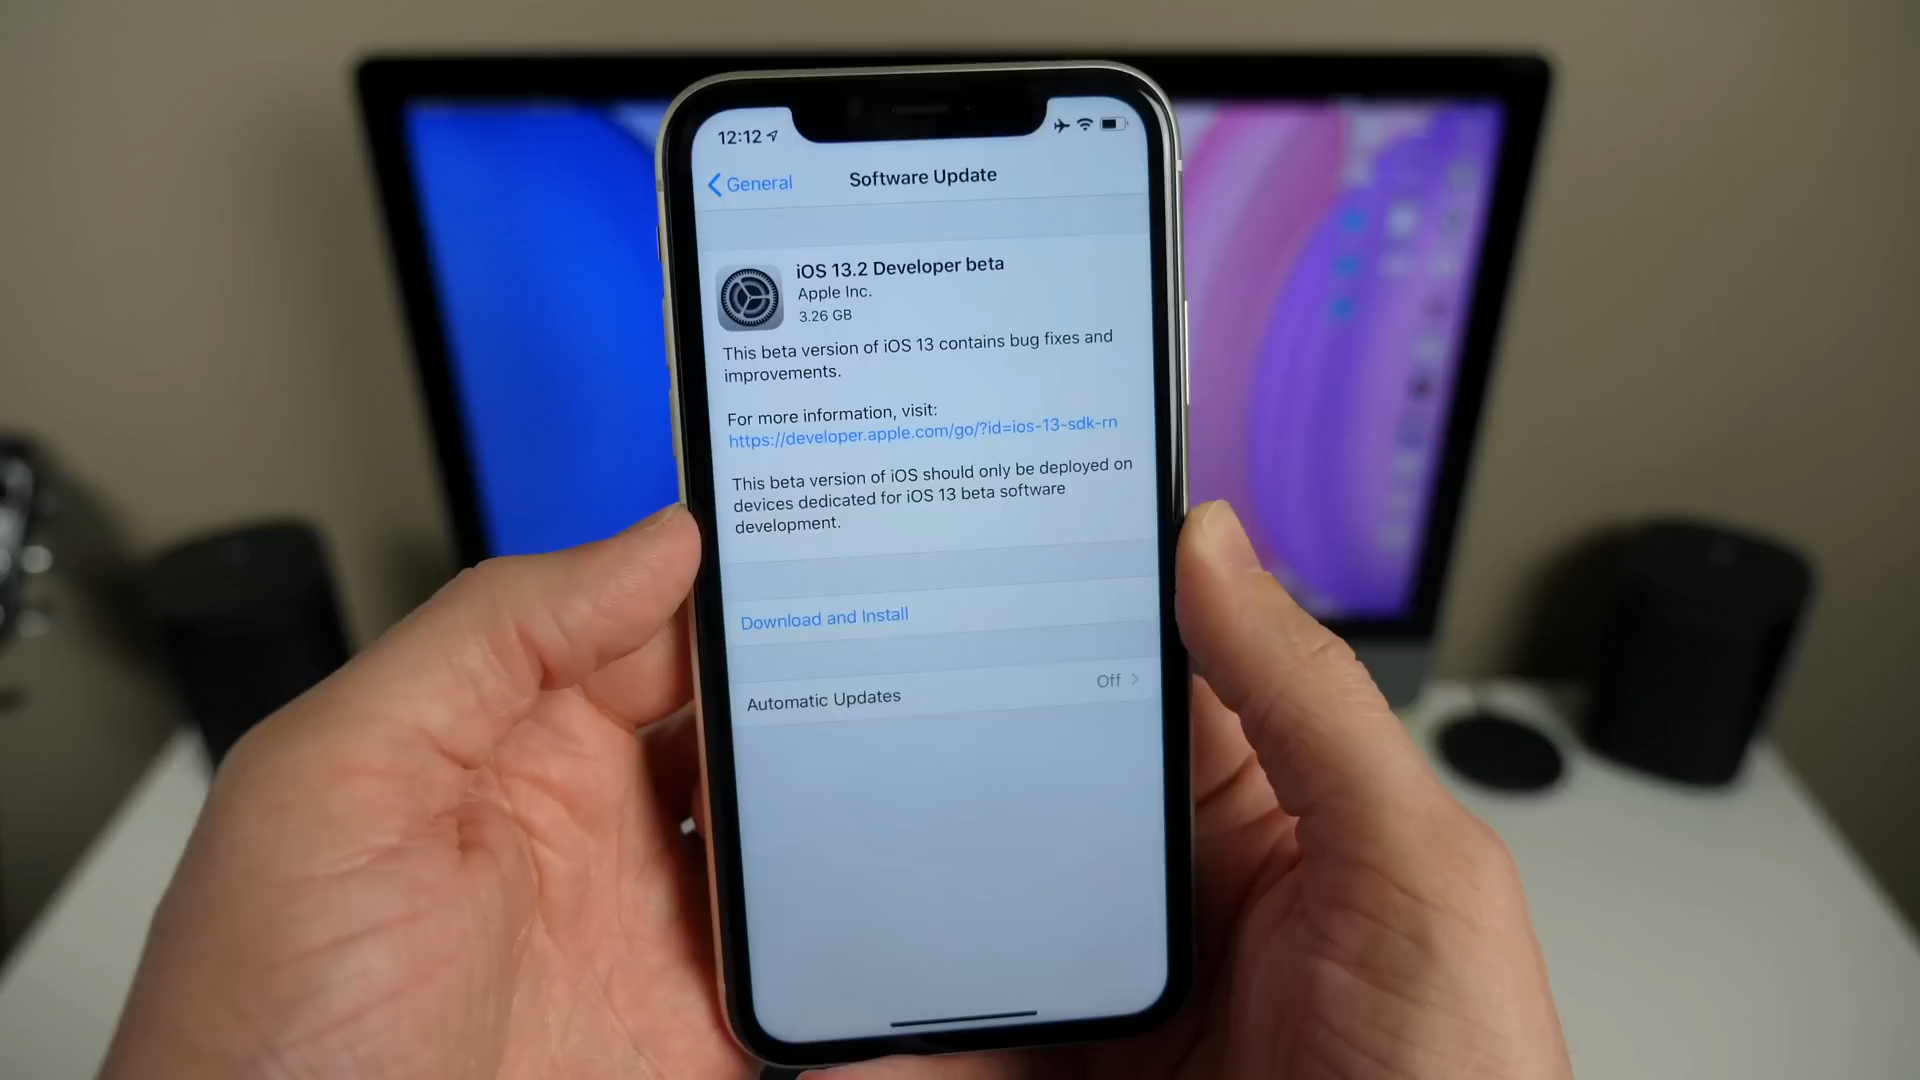 12:12
General
Software Update
iOS 13.2 Developer beta
Apple Inc.
3.26 GB
This beta version of iOS 13 contains bug fixes and
improvements.
For more information, visit:
https://developer.apple.com/go/?id=ios-13-sdk-rn
This beta version of iOS should only be deployed on
devices dedicated for iOS 13 beta software
development.
Download and Install
Automatic Updates Off